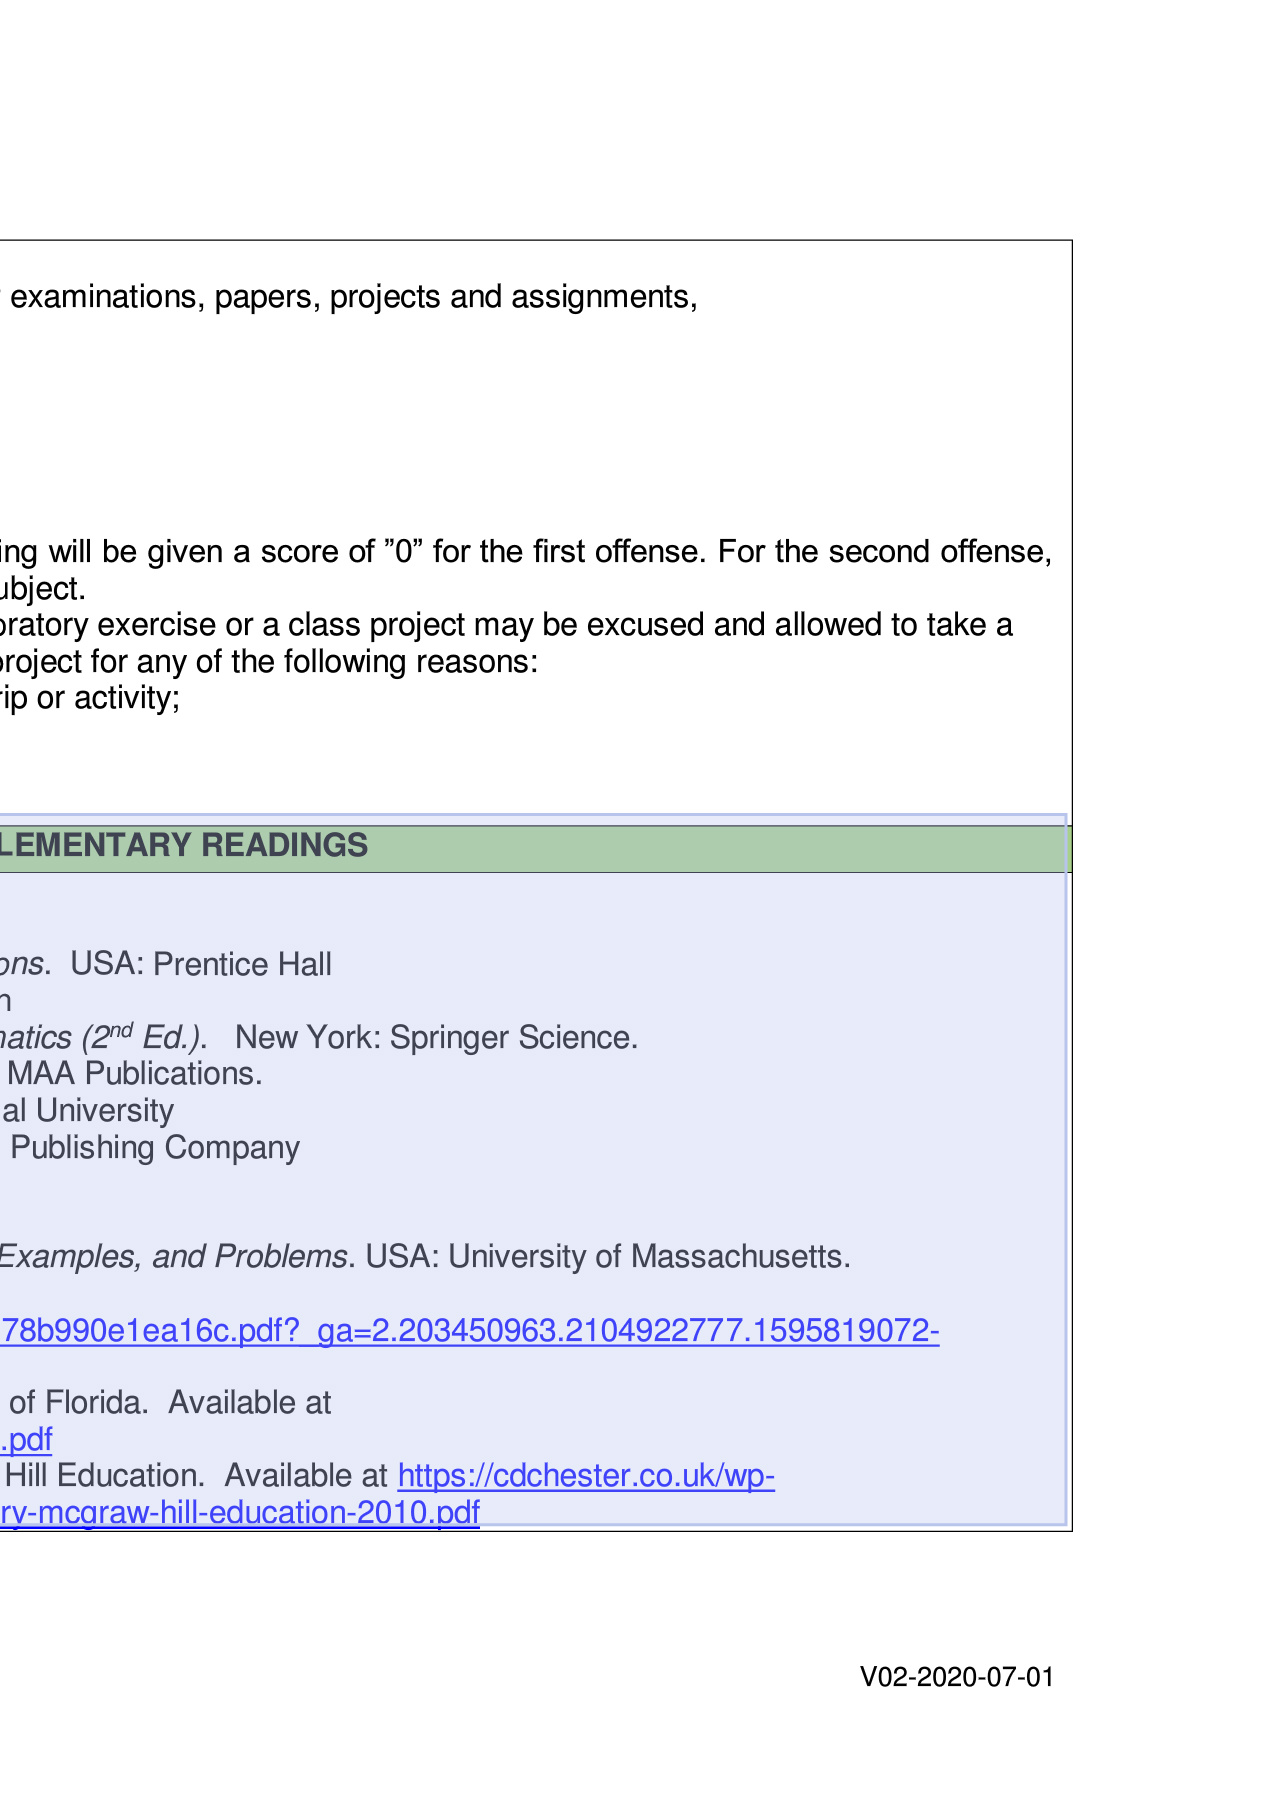 examinations, papers, projects and assignments,
ing will be given a score of ”0” for the first offense. For the second offense,
ubject.
oratory exercise or a class project may be excused and allowed to take a
project for any of the following reasons:
rip or activity;
LEMENTARY READINGS
ons. USA: Prentice Hall
n
natics (2nd Ed.). New York: Springer Science.
MAA Publications.
al University
Publishing Company
Examples, and Problems. USA: University of Massachusetts.
78b990e1ea16c.pdf?_ga=2.203450963.2104922777.1595819072-
of Florida. Available at
.pdf
Hill Education. Available at https://cdchester.co.uk/wp-
ry-mcgraw-hill-education-2010.pdf
V02-2020-07-01